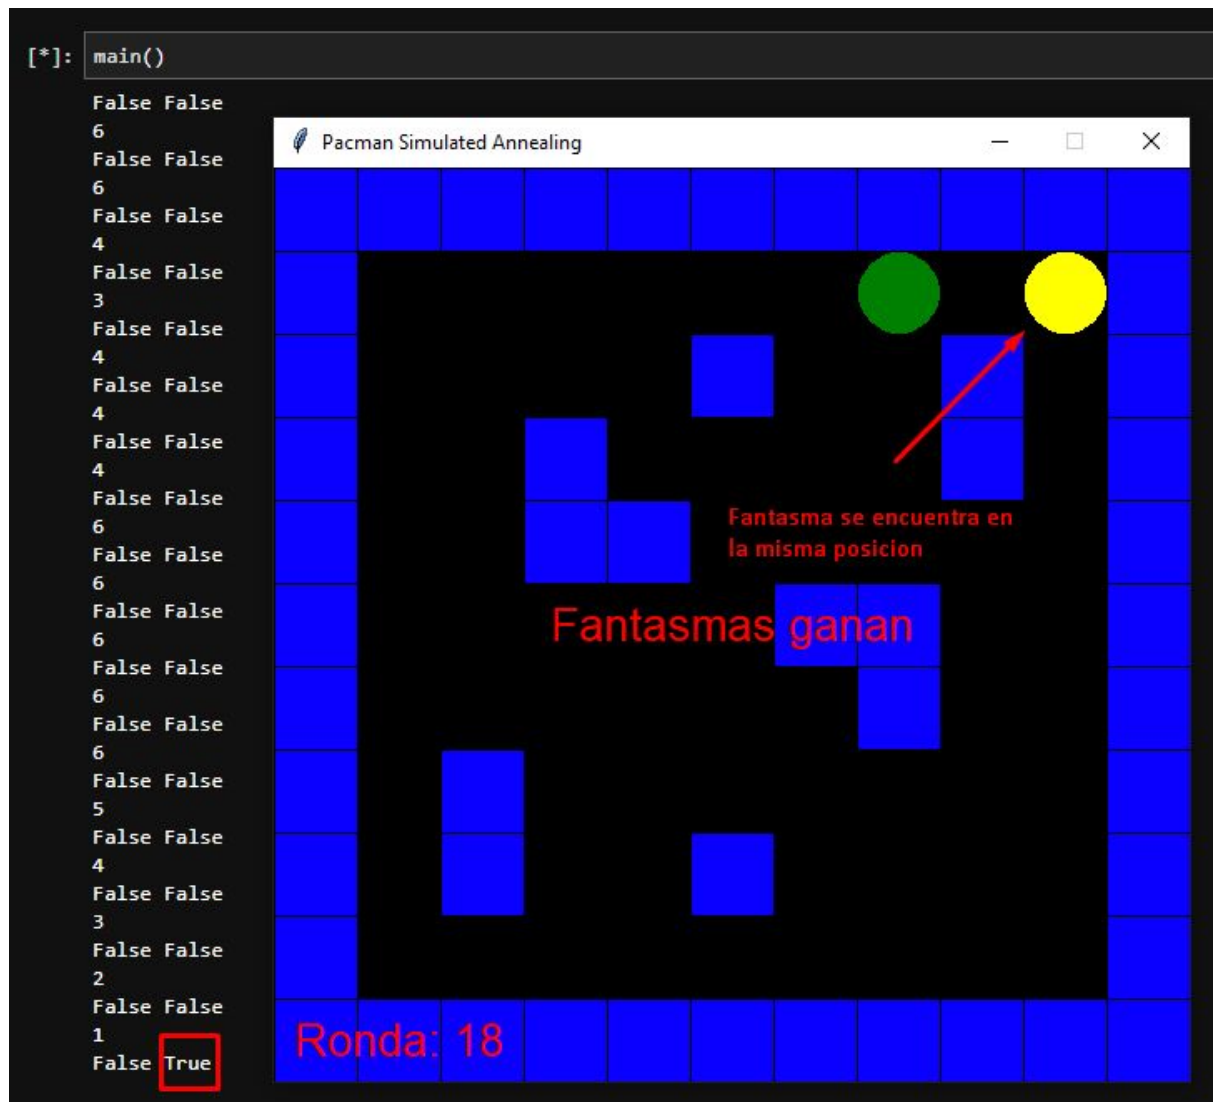 [*]: main()
False False
6
False False
6
False False
4
False False
3
False False
4
False False
4
False False
4
False False
6
False False
6
False False
6
False False
6
False False
6
False False
5
False False
4
False False
3
False False
2
False False
1
False True
Pacman Simulated Annealing
Fantasma se encuentra en
la misma posicion
Fantasmas ganan
Ronda: 18